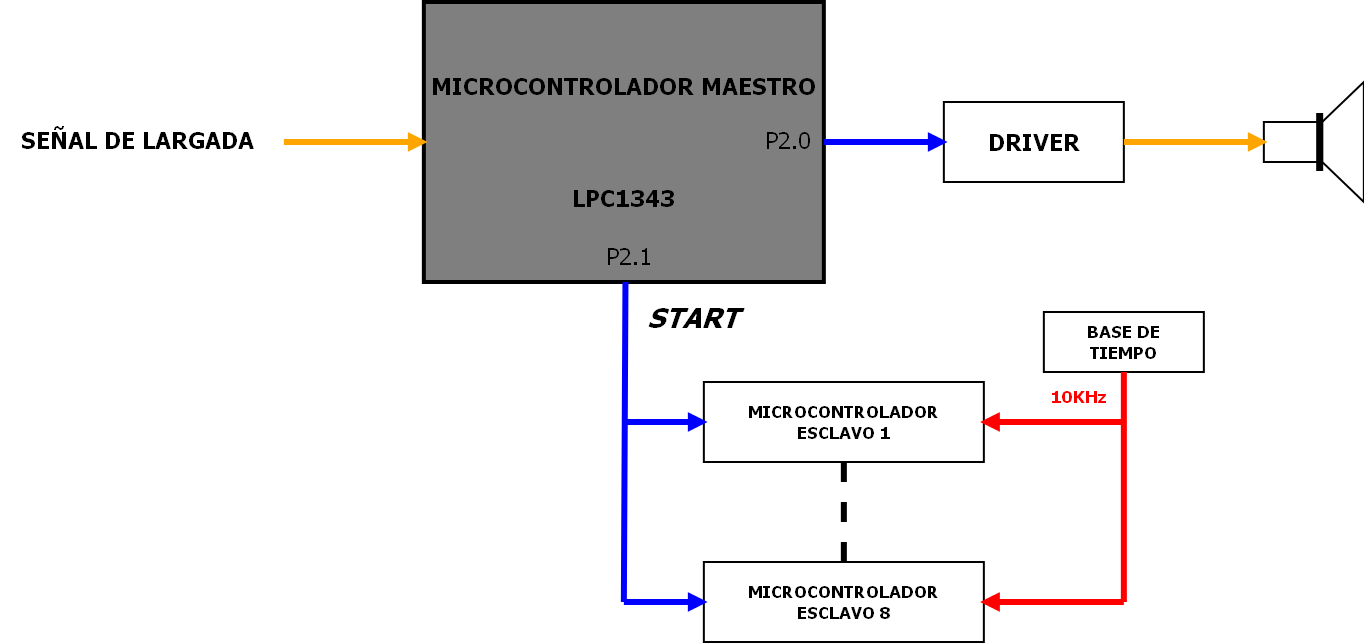 MICROCONTROLADOR MAESTRO
SEÑAL DE LARGADA
P2.0
DRIVER
LPC1343
P2.1
START
BASE DE
TIEMPO
10KHz
MICROCONTROLADOR
ESCLAVO 1
MICROCONTROLADOR
ESCLAVO 8